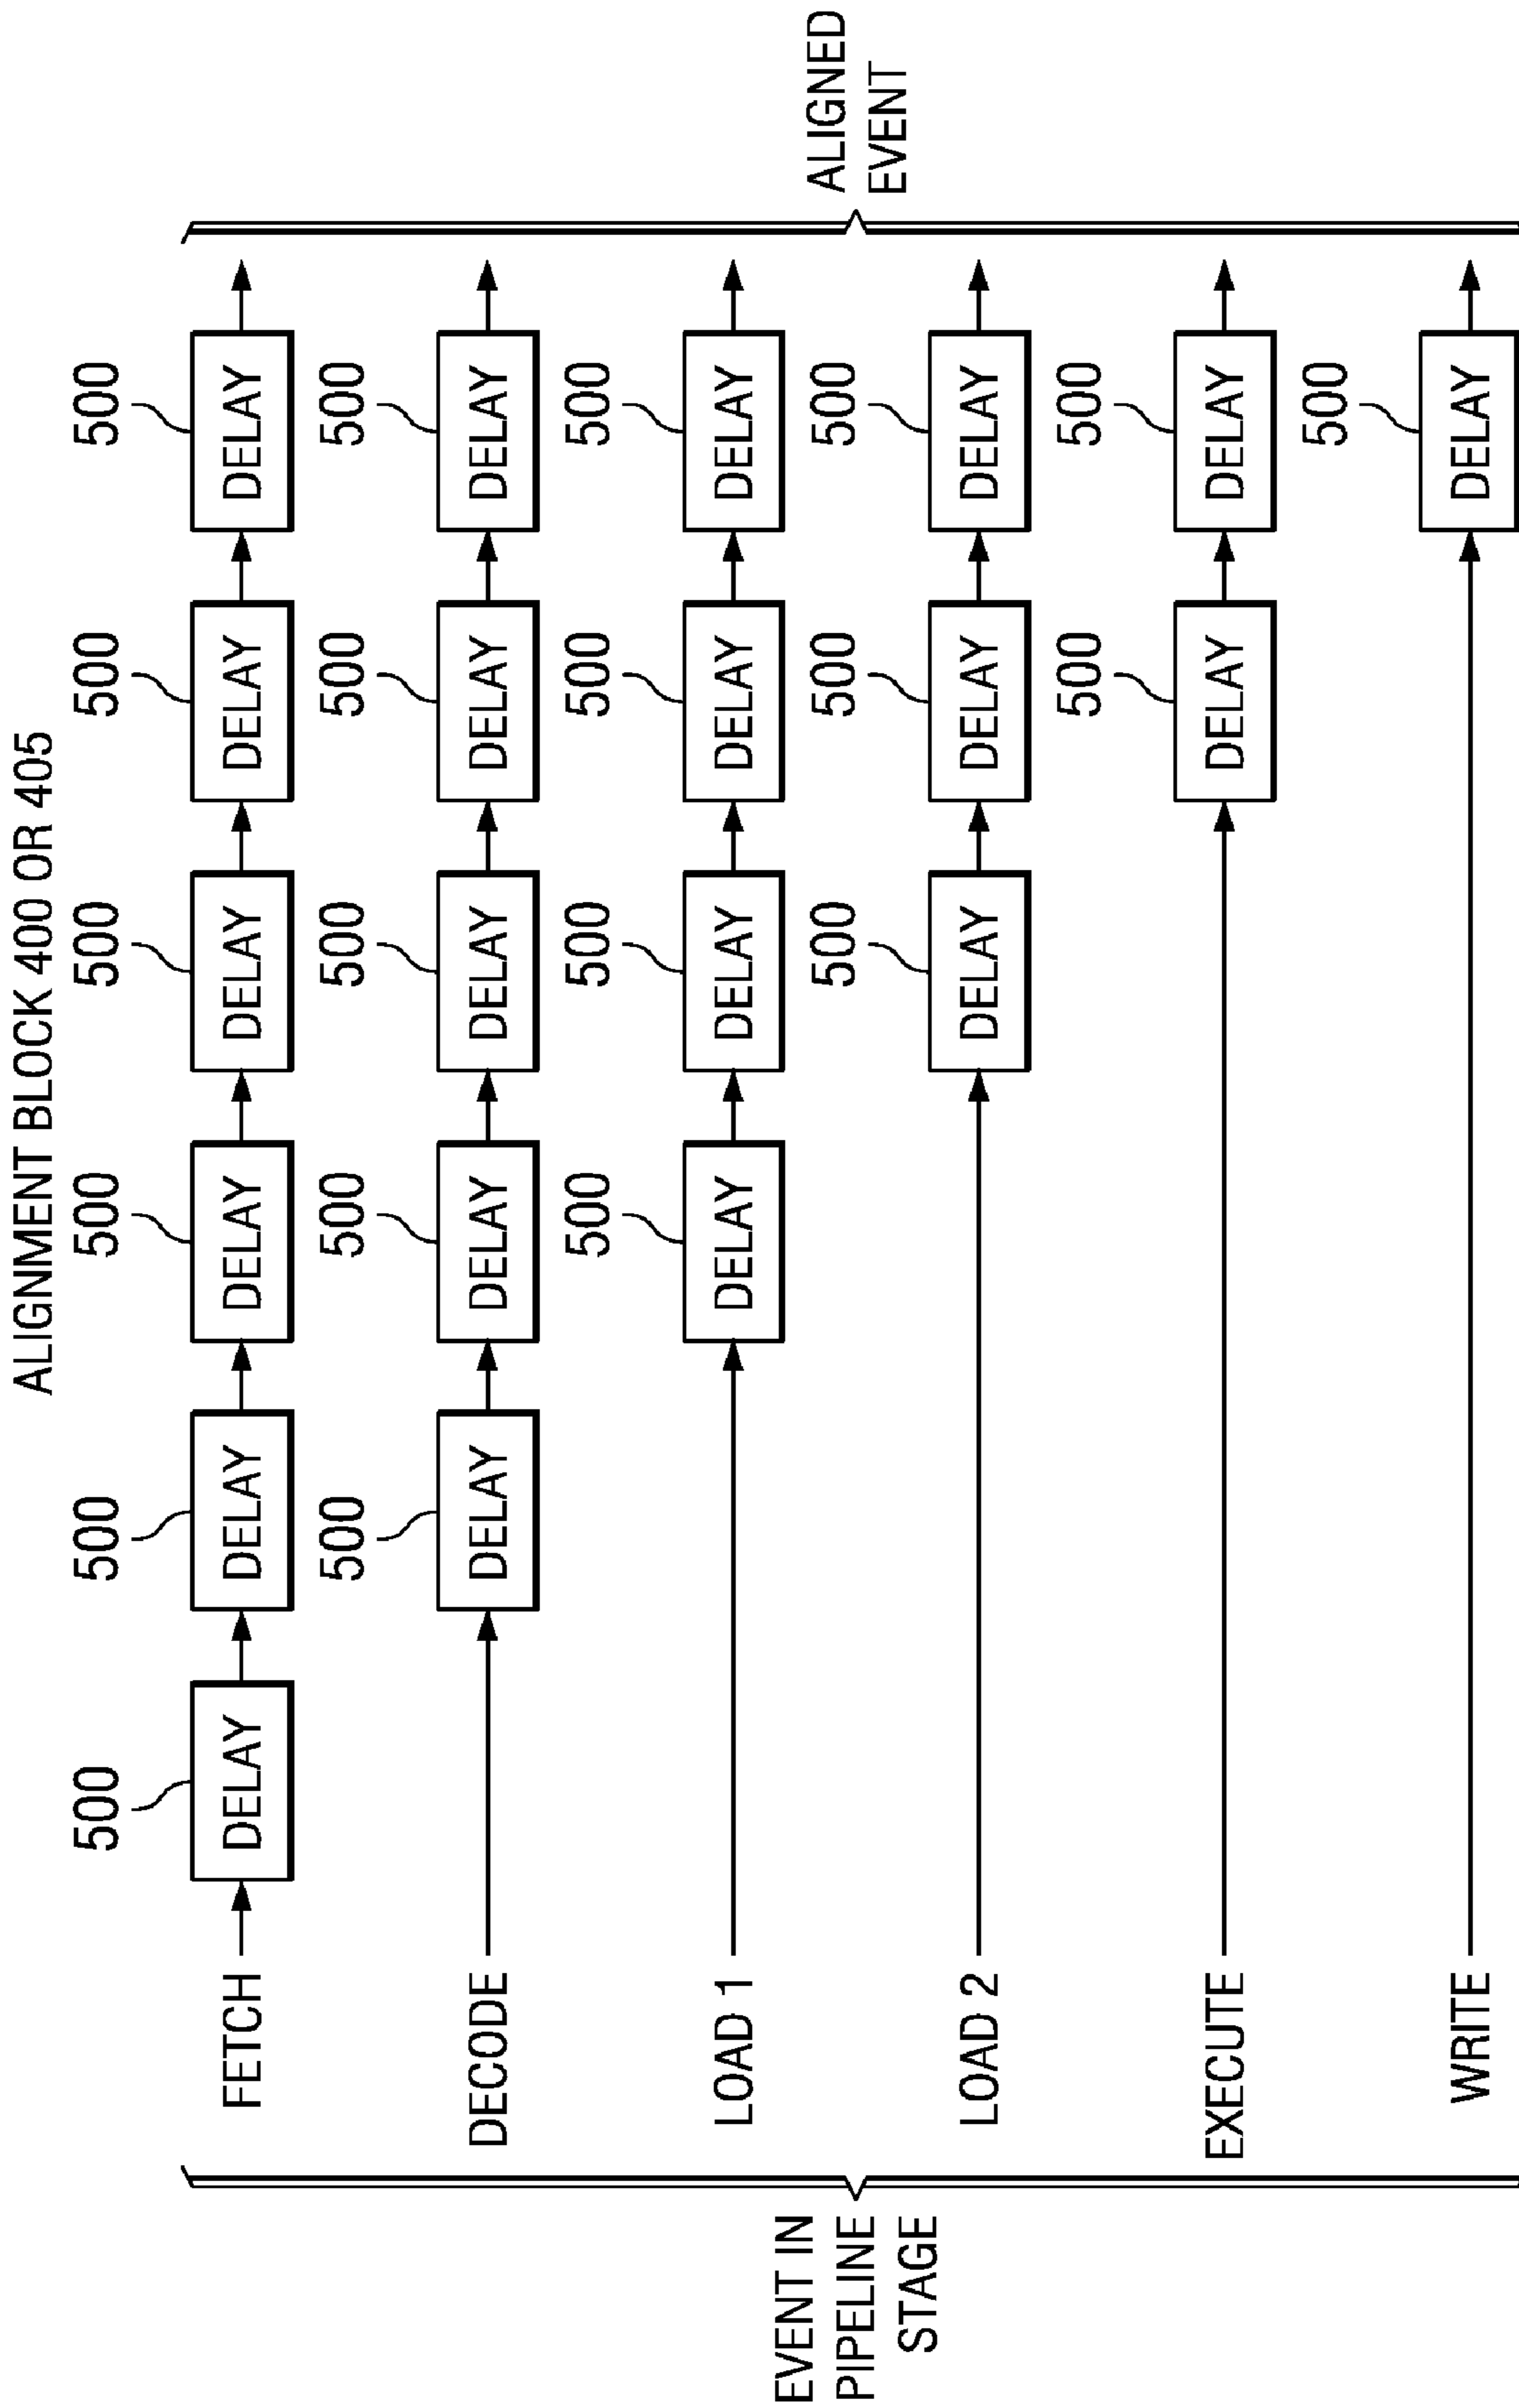 ALIGNMENT BLOCK 400 OR 405
500 500 500 500 500 500
FETCH DELAY DELAY DELAY DELAY DELAY DELAY
500 500 500 500 500
DECODE DELAY DELAY DELAY DELAY DELAY
500 500 500 500
LOAD 1 DELAY DELAY DELAY DELAY
EVENT IN
PIPELINE
STAGE
ALIGNED
EVENT
500 500 500
LOAD 2 DELAY DELAY DELAY
500 500
EXECUTE DELAY DELAY
500
WRITE DELAY